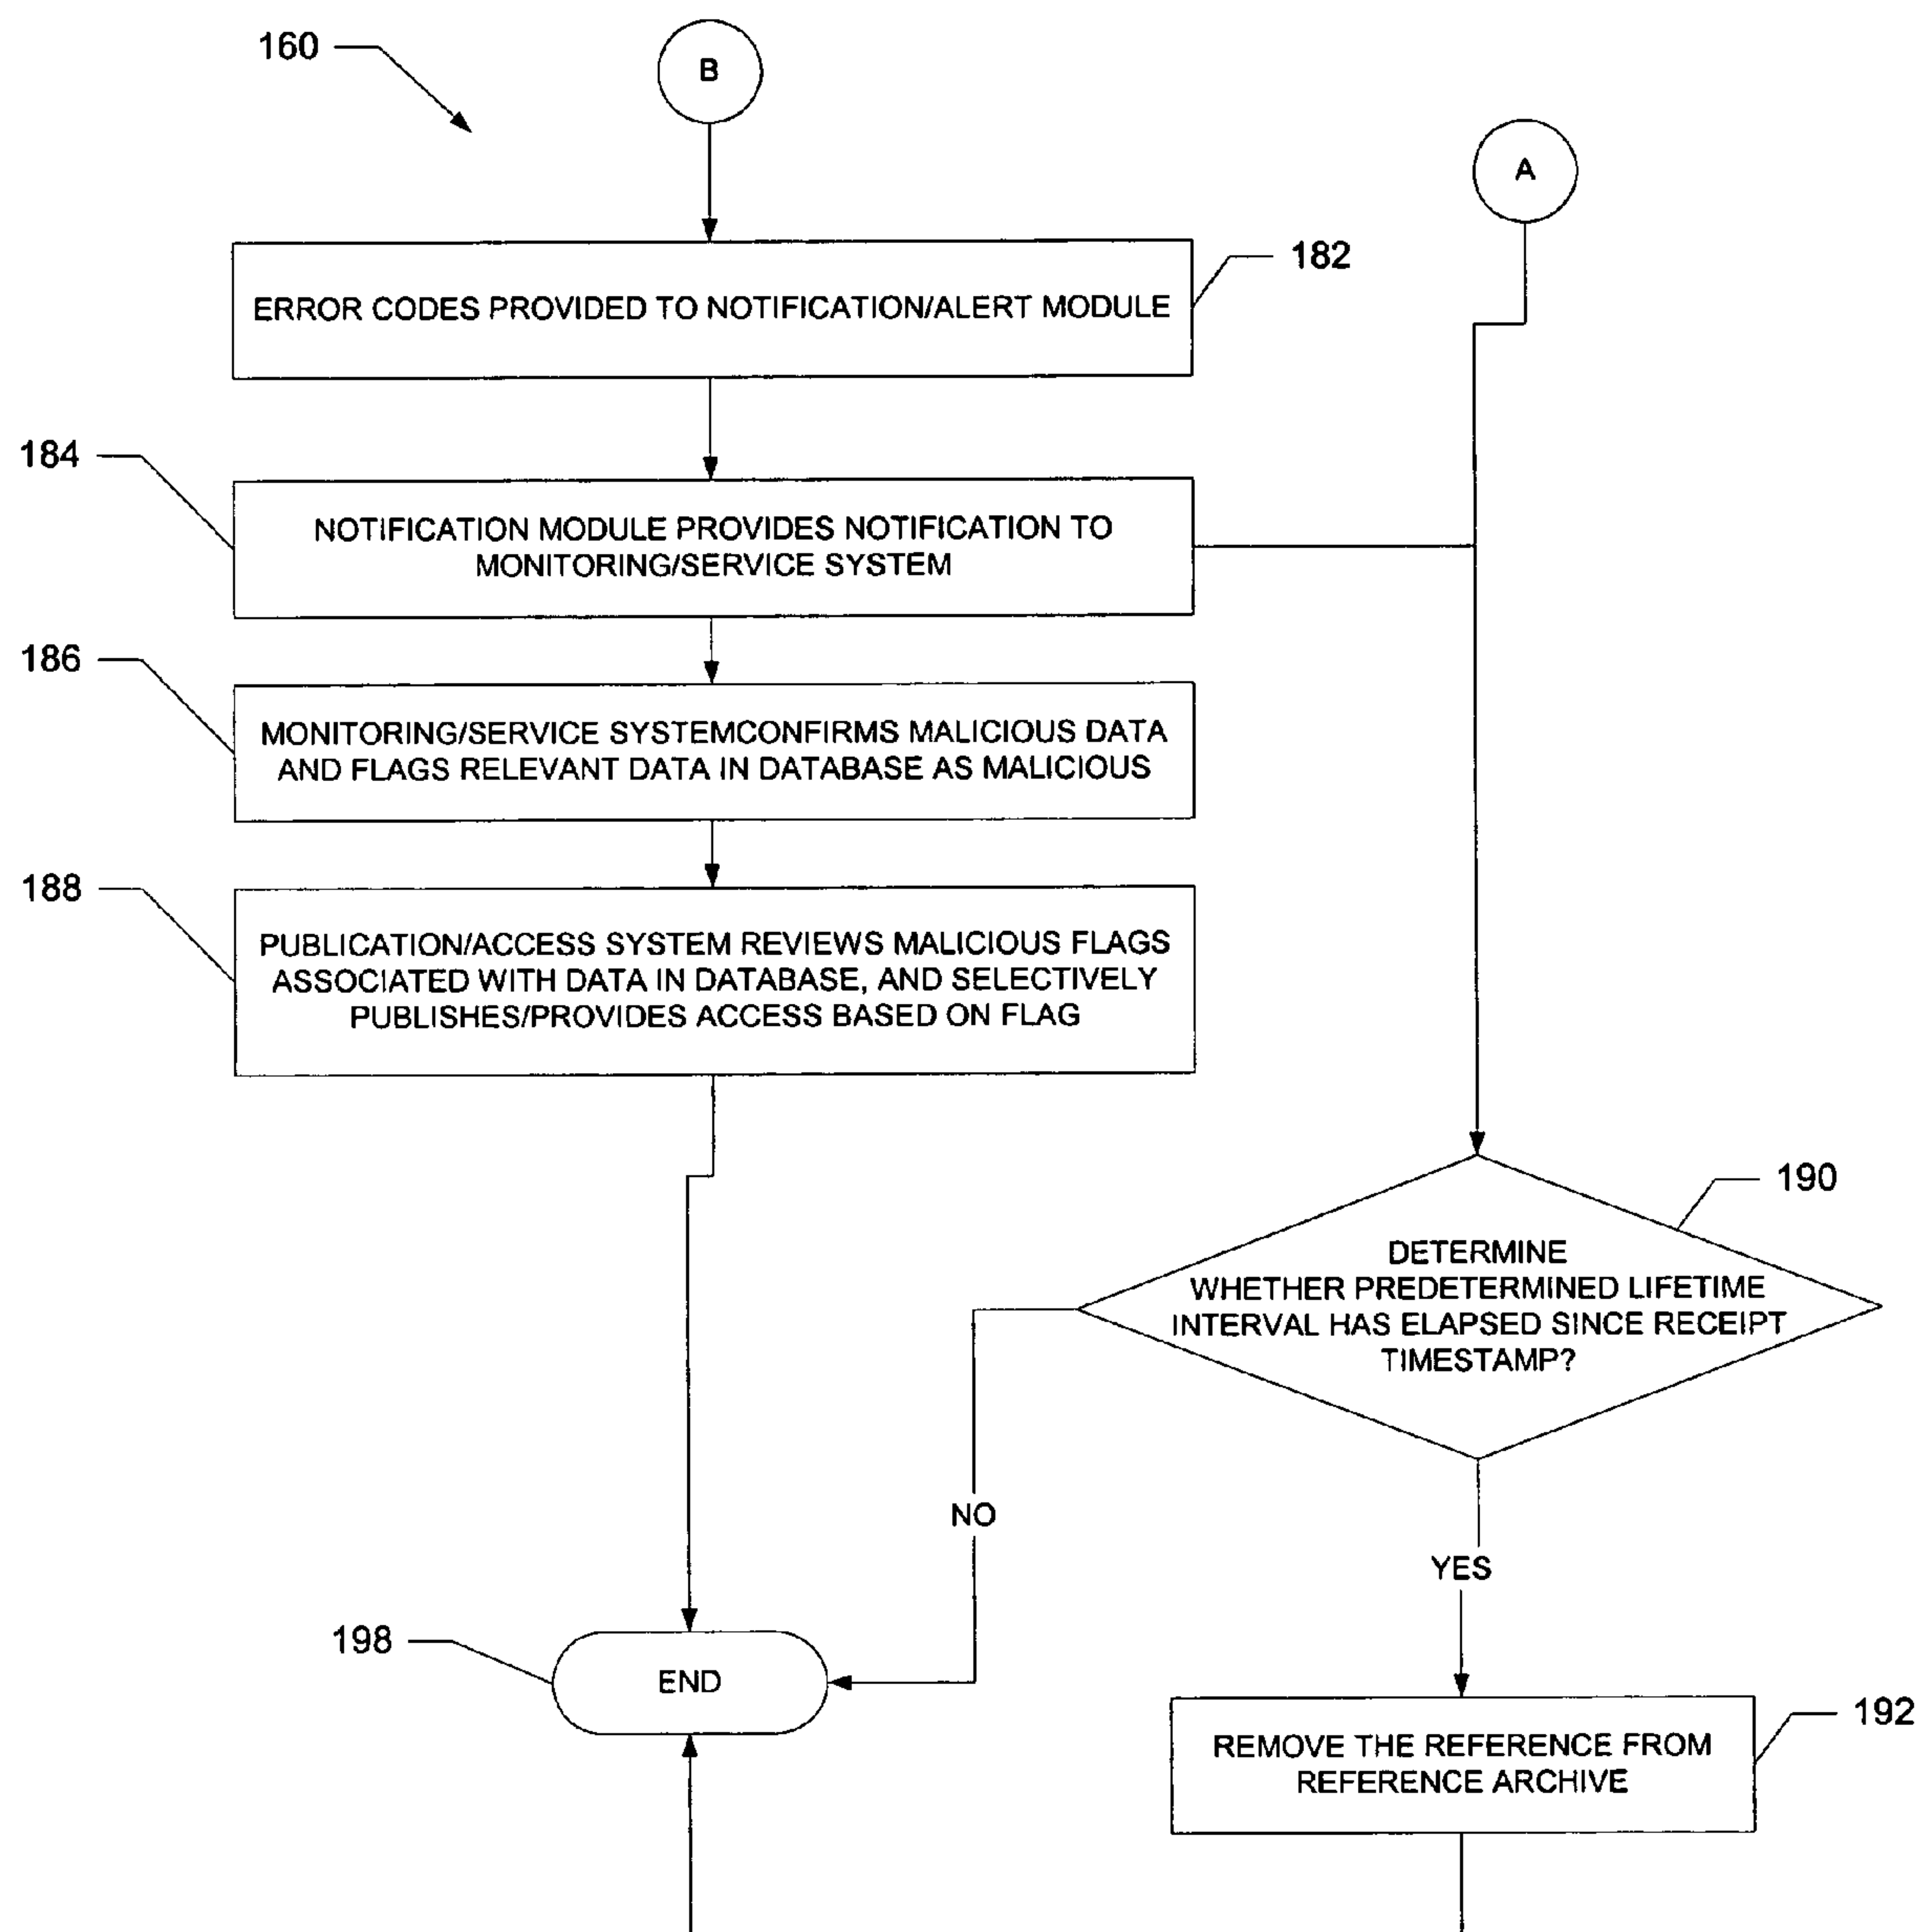 160
B
A
182
ERROR CODES PROVIDED TO NOTIFICATION/ALERT MODULE
184
NOTIFICATION MODULE PROVIDES NOTIFICATION TO
MONITORING/SERVICE SYSTEM
186
MONITORING/SERVICE SYSTEMCONFIRMS MALICIOUS DATA
AND FLAGS RELEVANT DATA IN DATABASE AS MALICIOUS
188
PUBLICATION/ACCESS SYSTEM REVIEWS MALICIOUS FLAGS
ASSOCIATED WITH DATA IN DATABASE, AND SELECTIVELY
PUBLISHES/PROVIDES ACCESS BASED ON FLAG
190
DETERMINE
WHETHER PREDETERMINED LIFETIME
INTERVAL HAS ELAPSED SINCE RECEIPT
TIMESTAMP?
NO
YES
198
END
192
REMOVE THE REFERENCE FROM
REFERENCE ARCHIVE